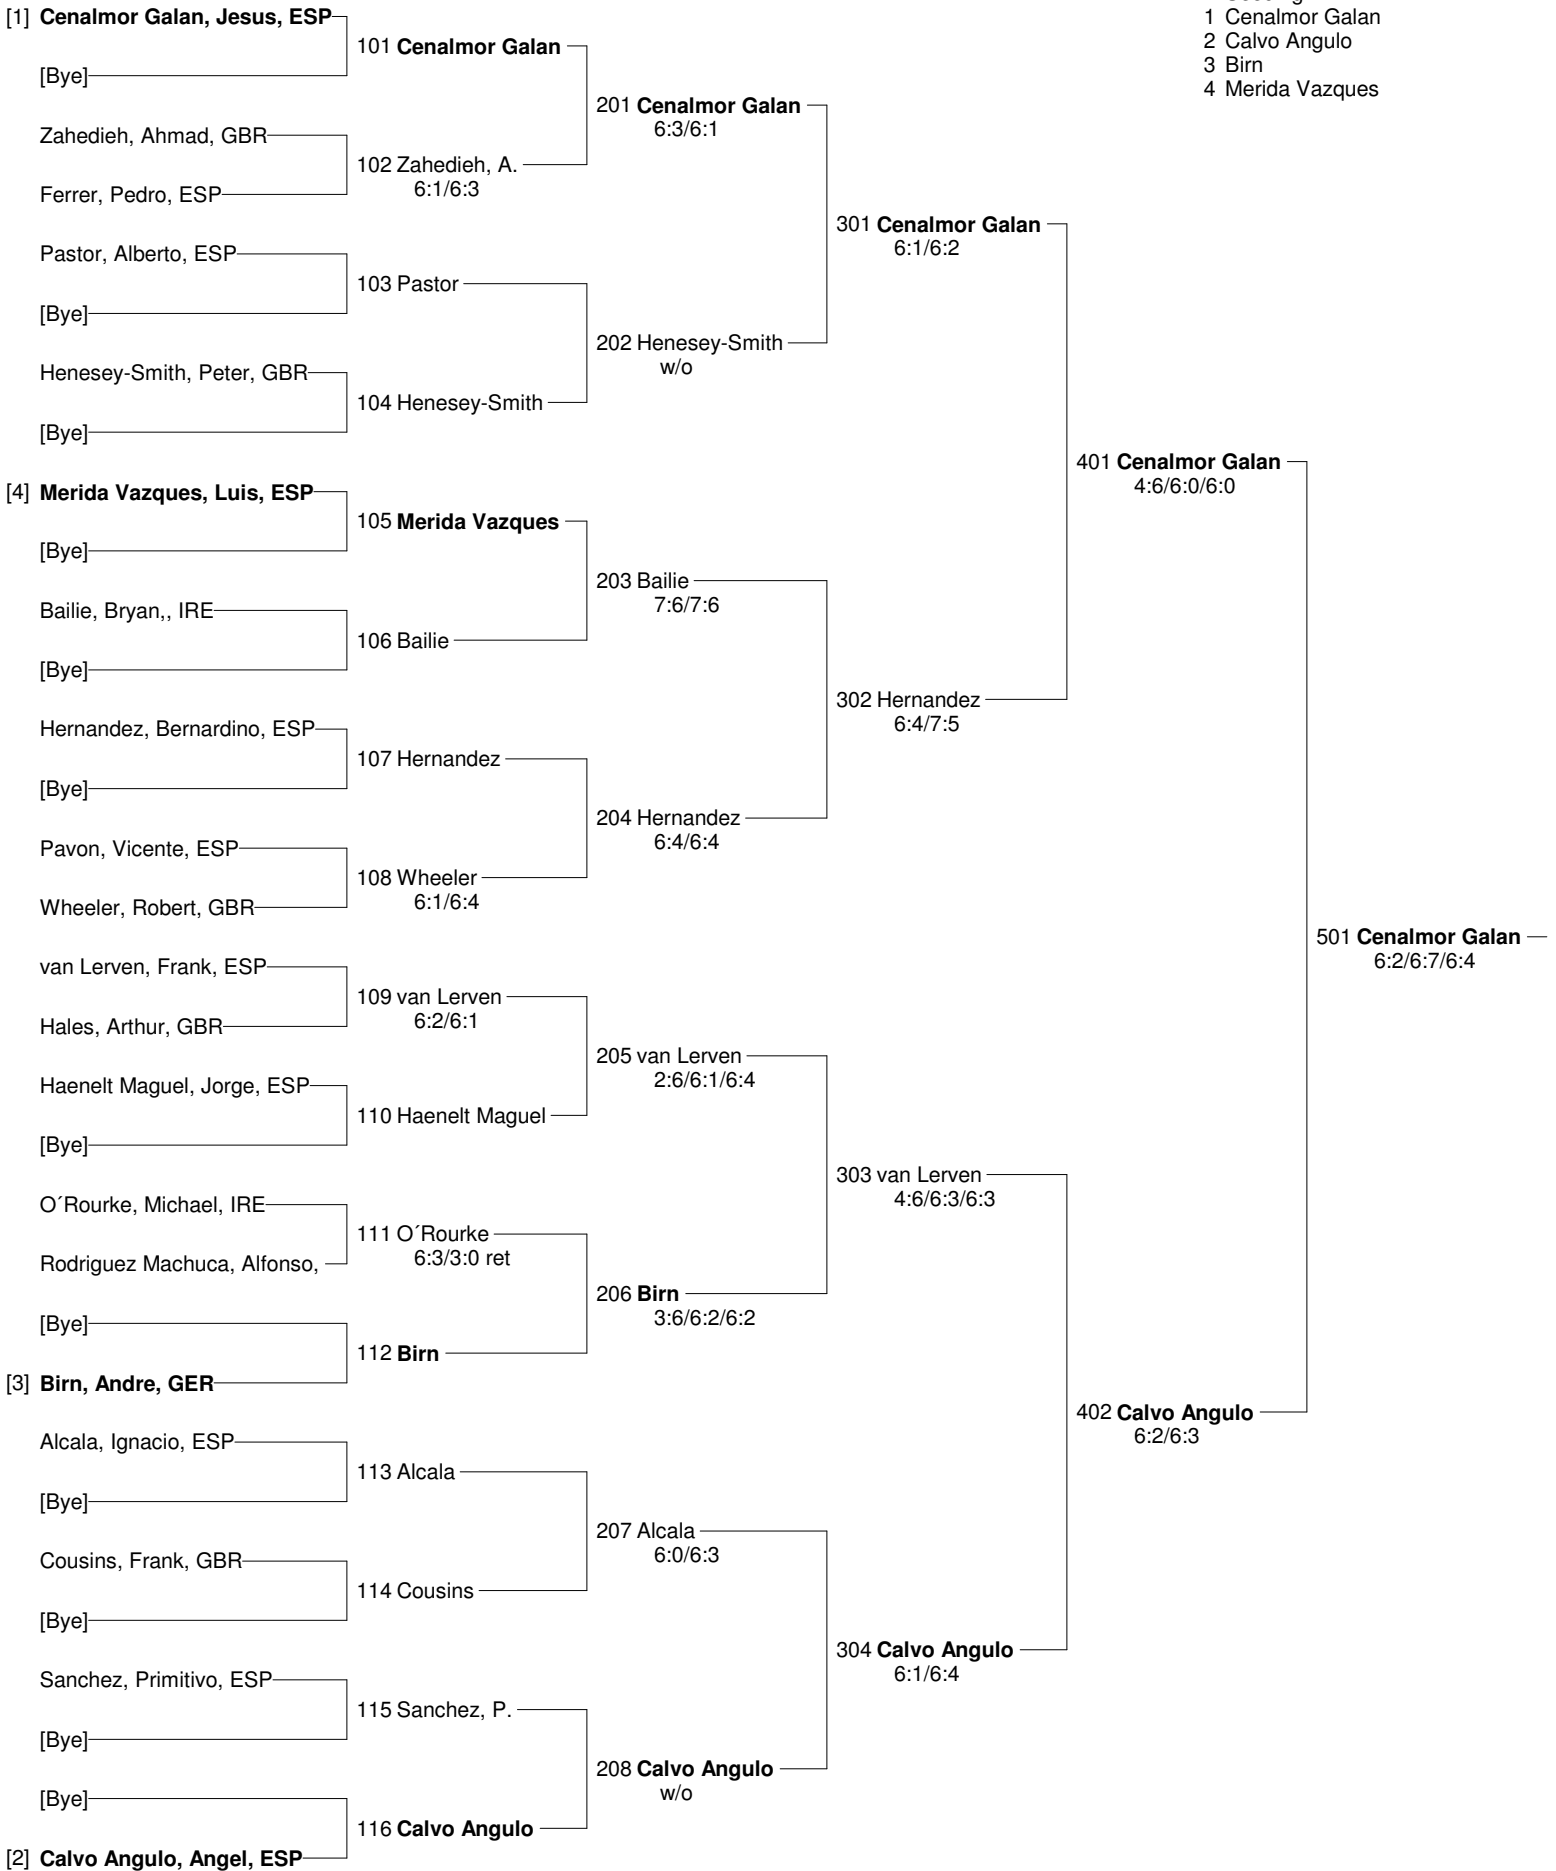 [1] Cenalmor Galan, Jesus, ESP
[Bye]
Zahedieh, Ahmad, GBR
Ferrer, Pedro, ESP
Pastor, Alberto, ESP
[Bye]
Henesey-Smith, Peter, GBR
[Bye]
[4] Merida Vazques, Luis, ESP
[Bye]
Bailie, Bryan,, IRE
[Bye]
Hernandez, Bernardino, ESP
[Bye]
Pavon, Vicente, ESP
Wheeler, Robert, GBR
van Lerven, Frank, ESP
Hales, Arthur, GBR
Haenelt Maguel, Jorge, ESP
[Bye]
O´Rourke, Michael, IRE
Rodriguez Machuca, Alfonso,
[Bye]
[3] Birn, Andre, GER
Alcala, Ignacio, ESP
[Bye]
Cousins, Frank, GBR
[Bye]
Sanchez, Primitivo, ESP
[Bye]
[Bye]
[2] Calvo Angulo, Angel, ESP
101 Cenalmor Galan
102 Zahedieh, A.
6:1/6:3
103 Pastor
104 Henesey-Smith
105 Merida Vazques
106 Bailie
107 Hernandez
108 Wheeler
6:1/6:4
109 van Lerven
6:2/6:1
110 Haenelt Maguel
111 O´Rourke
6:3/3:0 ret
112 Birn
113 Alcala
114 Cousins
115 Sanchez, P.
116 Calvo Angulo
201 Cenalmor Galan
6:3/6:1
202 Henesey-Smith
w/o
203 Bailie
7:6/7:6
204 Hernandez
6:4/6:4
205 van Lerven
2:6/6:1/6:4
206 Birn
3:6/6:2/6:2
207 Alcala
6:0/6:3
208 Calvo Angulo
w/o
301 Cenalmor Galan
6:1/6:2
302 Hernandez
6:4/7:5
303 van Lerven
4:6/6:3/6:3
304 Calvo Angulo
6:1/6:4
401 Cenalmor Galan
4:6/6:0/6:0
402 Calvo Angulo
6:2/6:3
501 Cenalmor Galan
6:2/6:7/6:4
1 Cenalmor Galan
2 Calvo Angulo
3 Birn
4 Merida Vazques